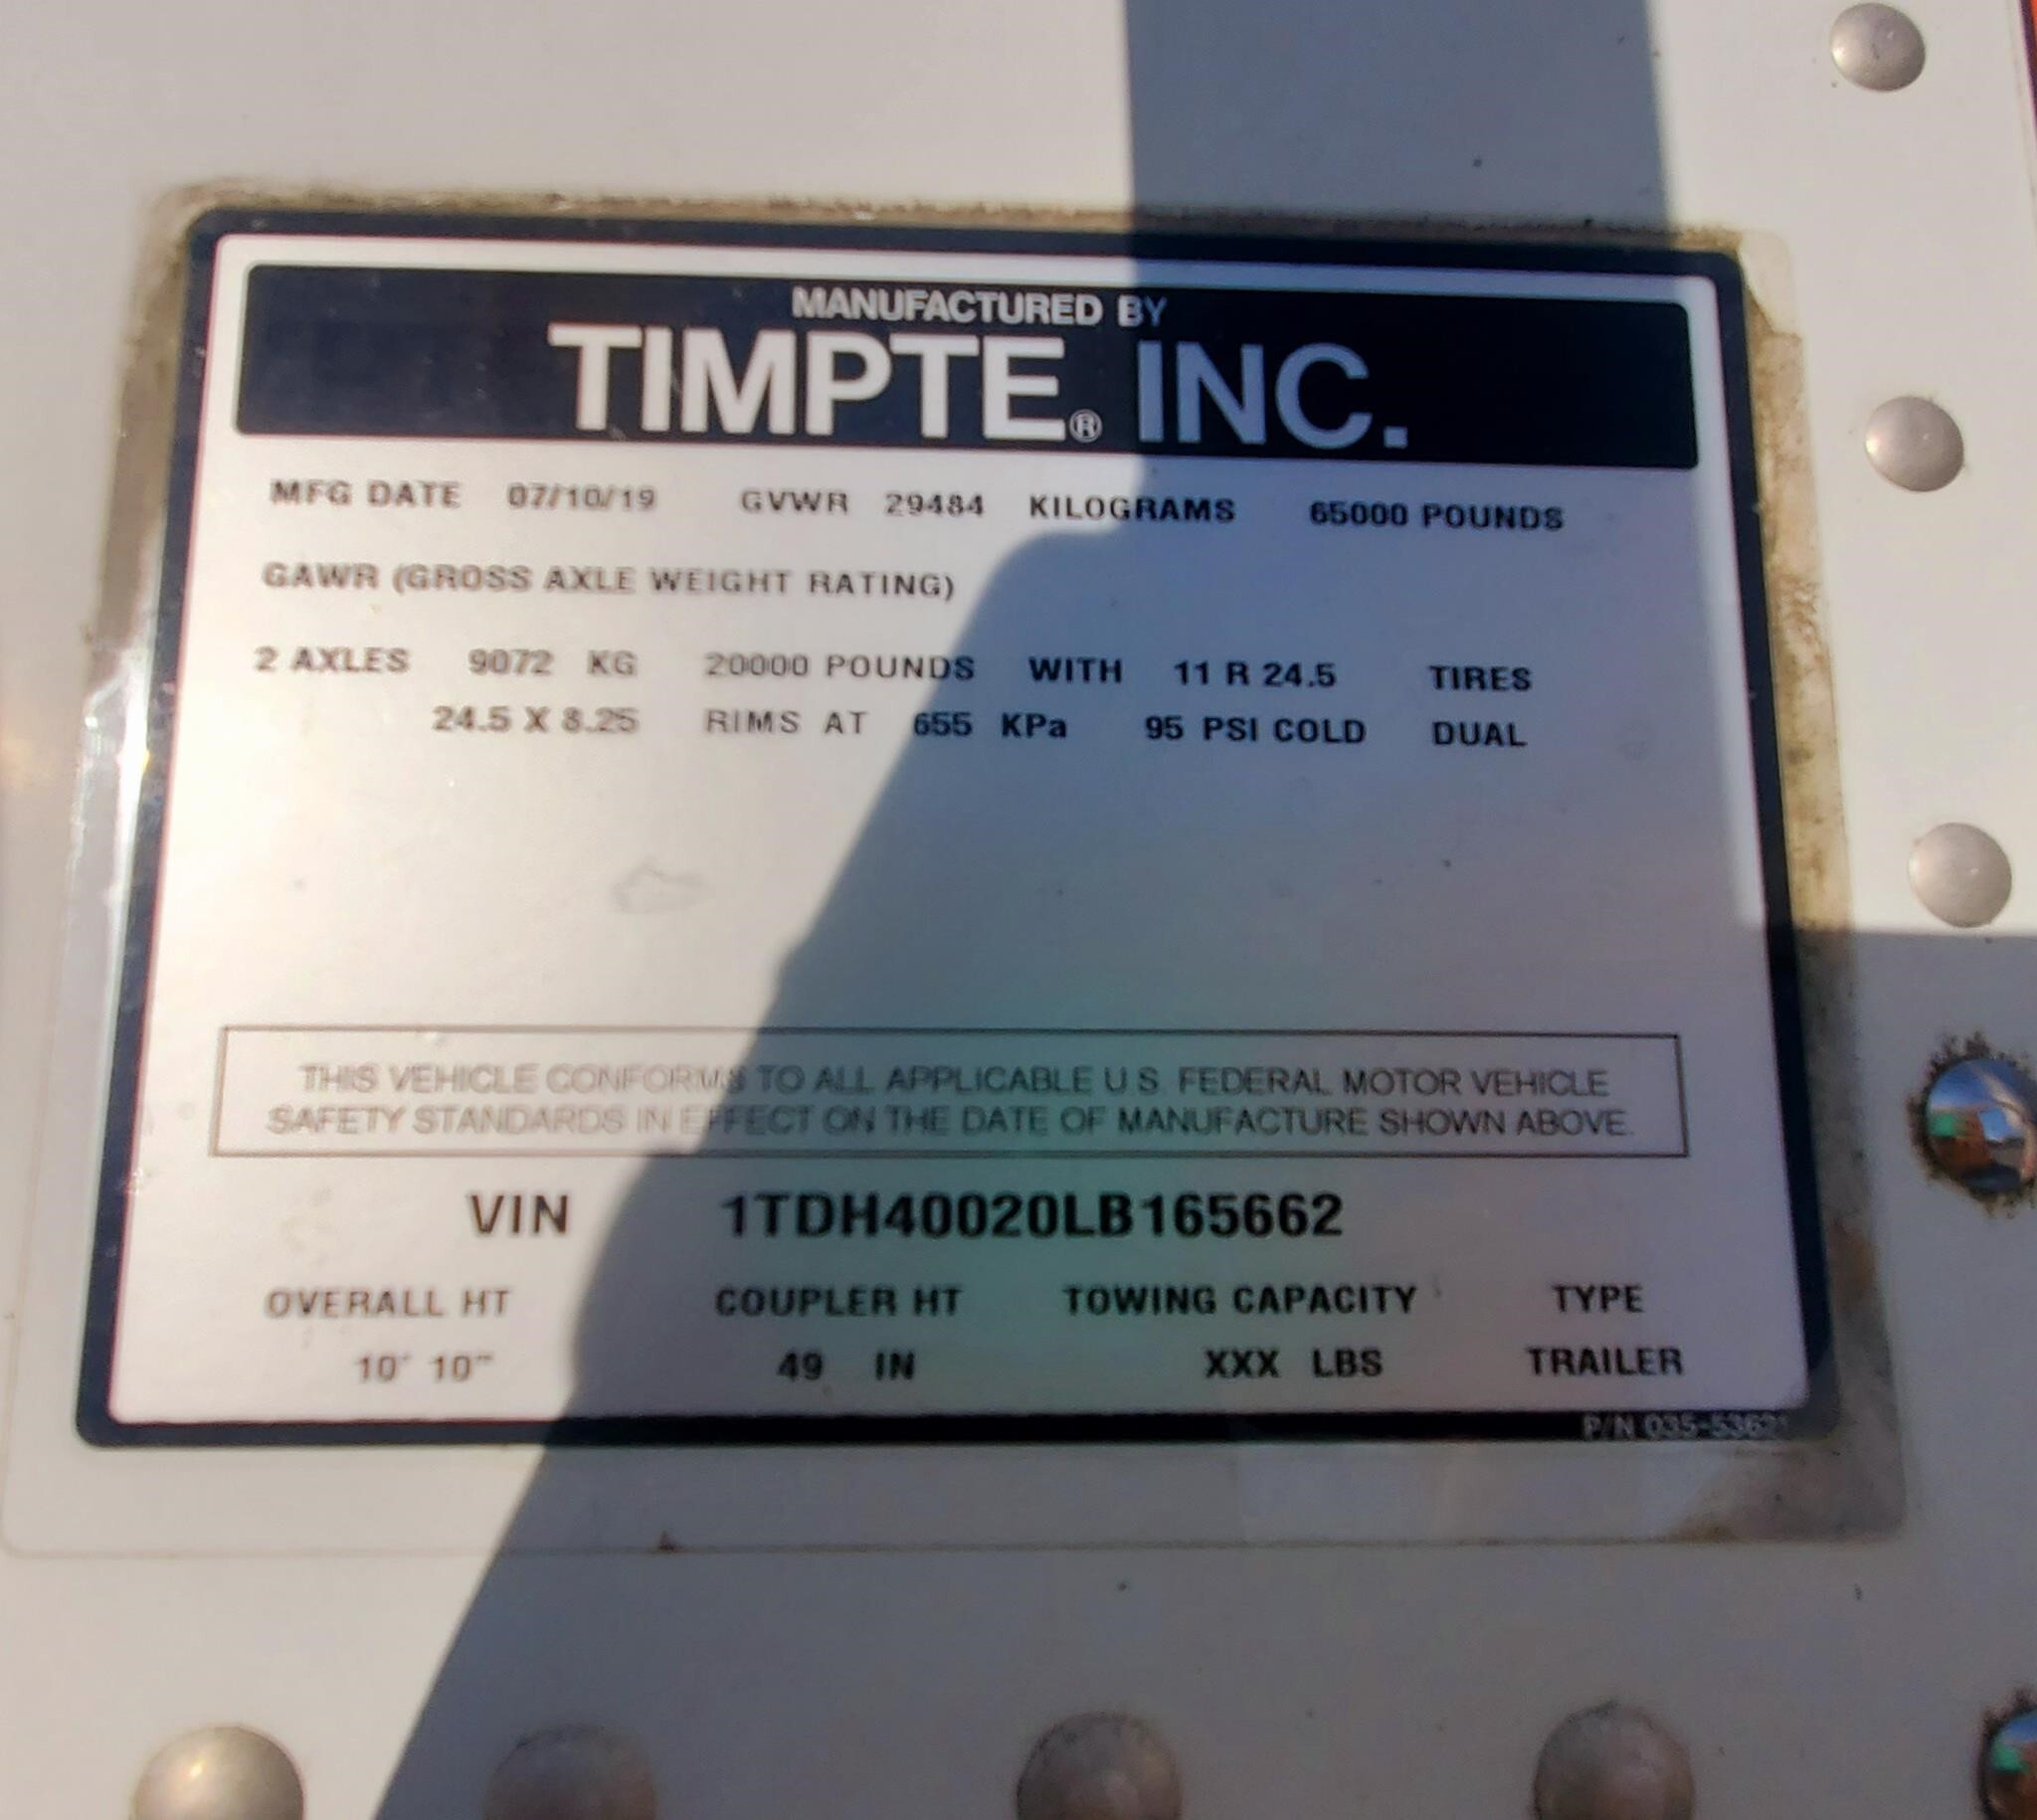 MANUFACTURED BY
TIMPTE® INC.
MFG DATE 07/10/19 GVWR 29484 KILOGRAMS 65000 POUNDS
GAWR (GROSS AXLE WEIGHT RATING)
2 AXLES 9072 KG 20000 POUNDS WITH 11 R 24.5 TIRES
24.5 X 8.25 RIMS AT 655 KPa 95 PSI COLD DUAL
THIS VEHICLE CONFORMS TO ALL APPLICABLE U S FEDERAL MOTOR VEHICLE
SAFETY STANDARDS IN EFFECT ON THE DATE OF MANUFACTURE SHOWN ABOVE.
VIN 1TDH40020LB165662
OVERALL HT COUPLER HT TOWING CAPACITY TYPE
10' 10" 49 IN XXX LBS TRAILER
P/N